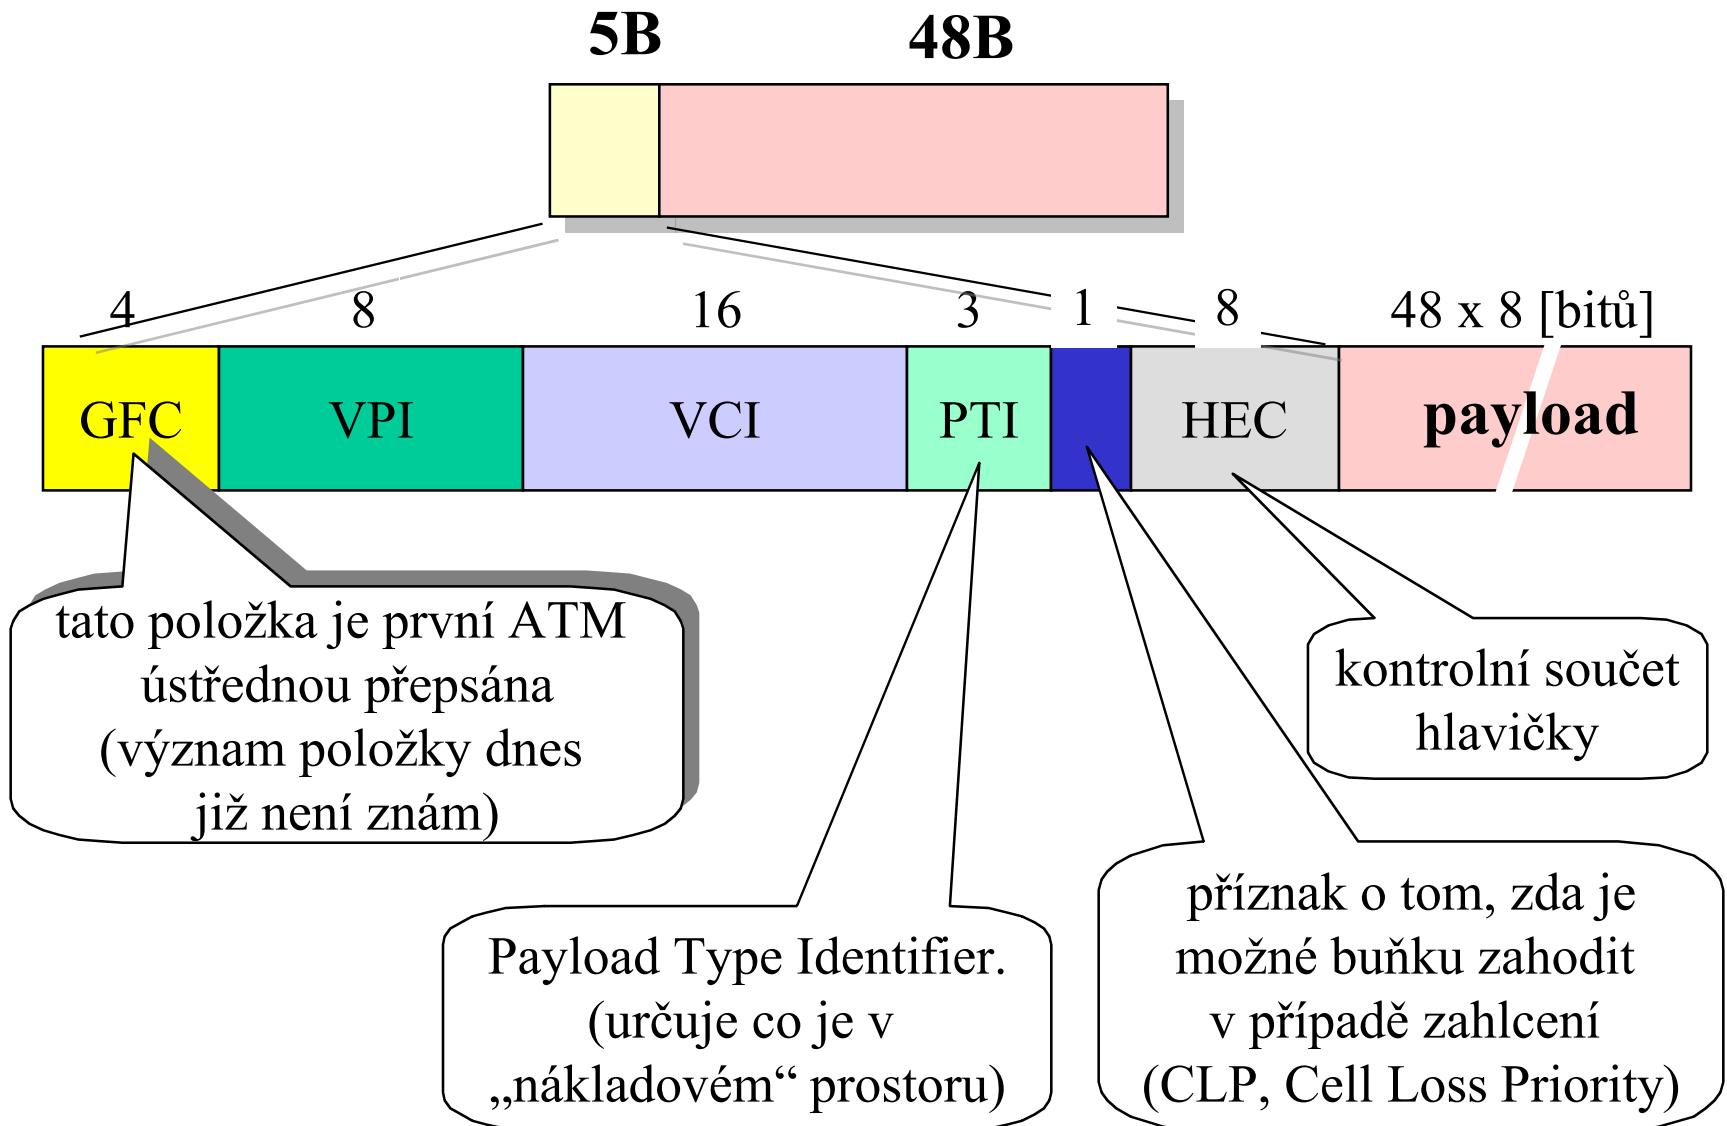 5B 48B
4 8 16 3 1 8 48 x 8 [bitů]
GFC VPI VCI PTI HEC payload
tato položka je první ATM
ústřednou přepsána
(význam položky dnes
již není znám)
kontrolní součet
hlavičky
Payload Type Identifier.
(určuje co je v
„nákladovém“ prostoru)
příznak o tom, zda je
možné buňku zahodit
v případě zahlcení
(CLP, Cell Loss Priority)